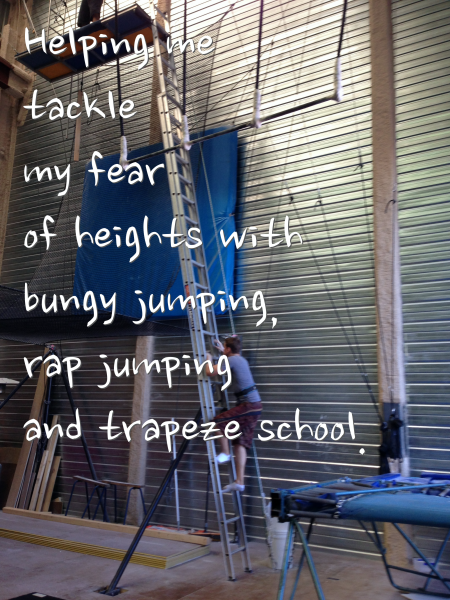 Helping me
tackle
my fear
of heights with
bungy jumping,
rap jumping
and trapeze school.